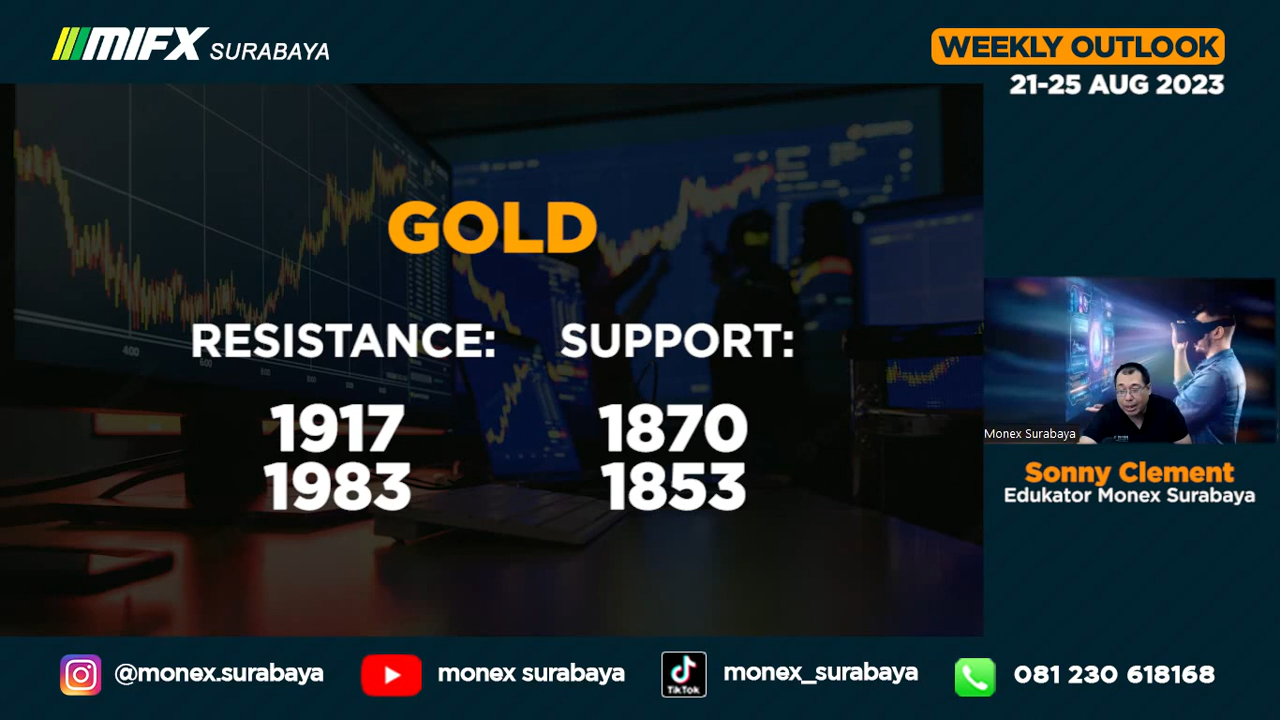 MIFX SURABAYA
WEEKLY OUTLOOK
21-25 AUG 2023
GOLD
RESISTANCE:
SUPPORT:
1917
1870
1983
1853
400
Monex Surabaya
Sonny Clement
Edukator Monex Surabaya
@monex.surabaya
monex surabaya
TikTok
monex_surabaya
081 230 618168